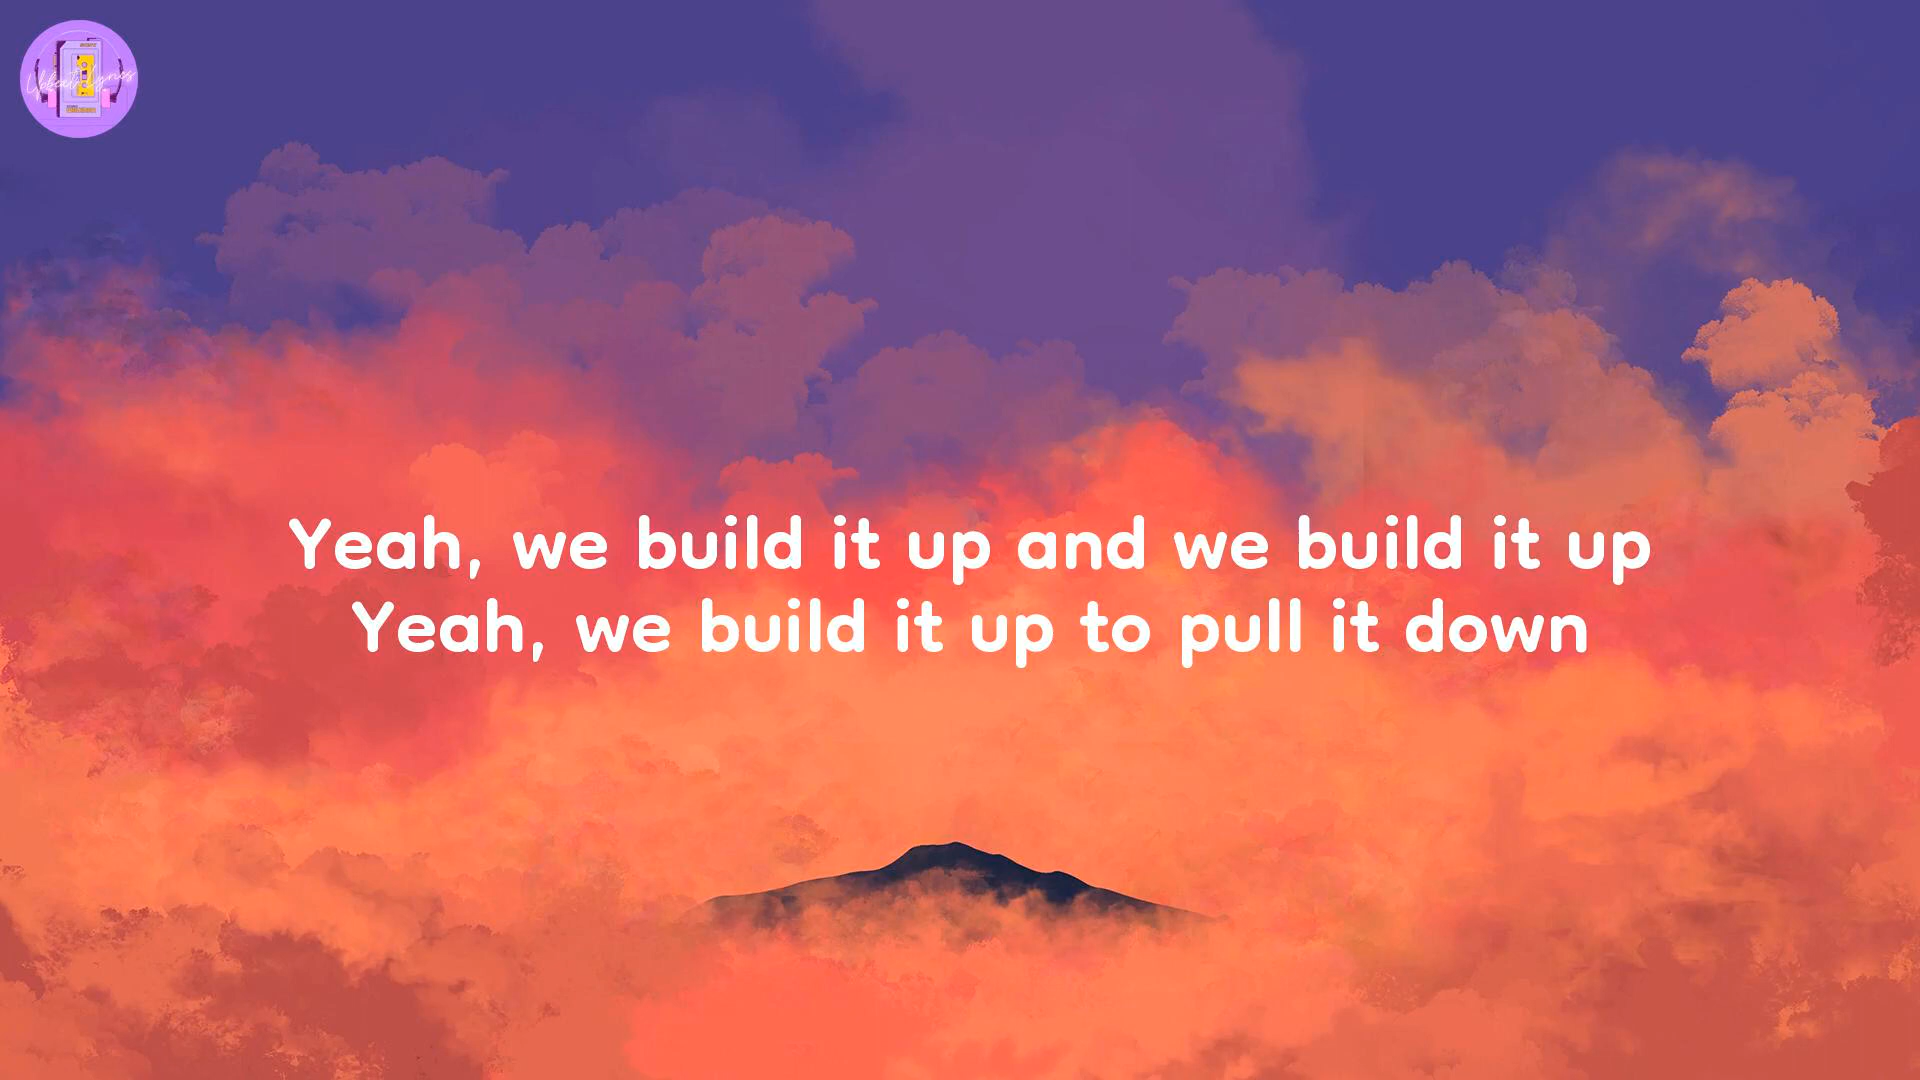 Yeah, we build it up and we build it up
Yeah, we build it up to pull it down